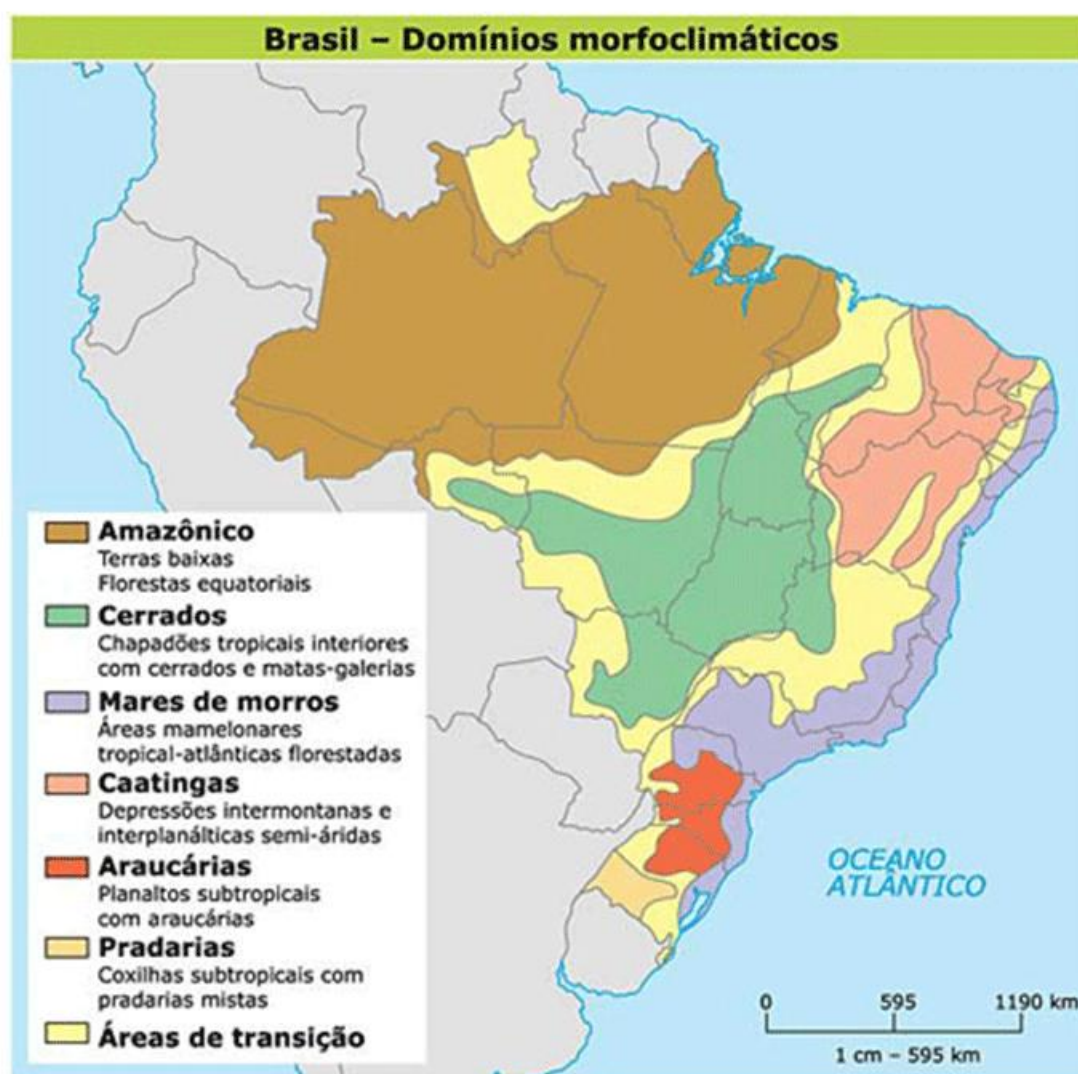 Brasil – Domínios morfoclimáticos
Amazônico
Terras baixas
Florestas equatoriais
Cerrados
Chapadões tropicais interiores
com cerrados e matas-galerias
Mares de morros
Áreas mamelonares
tropical-atlânticas florestadas
Caatingas
Depressões intermontanas e
interplanálticas semi-áridas
Araucárias
Planaltos subtropicais
com araucárias
Pradarias
Coxilhas subtropicais com
pradarias mistas
Áreas de transição
OCEANO
ATLÂNTICO
0 595 1190 km
1 cm – 595 km